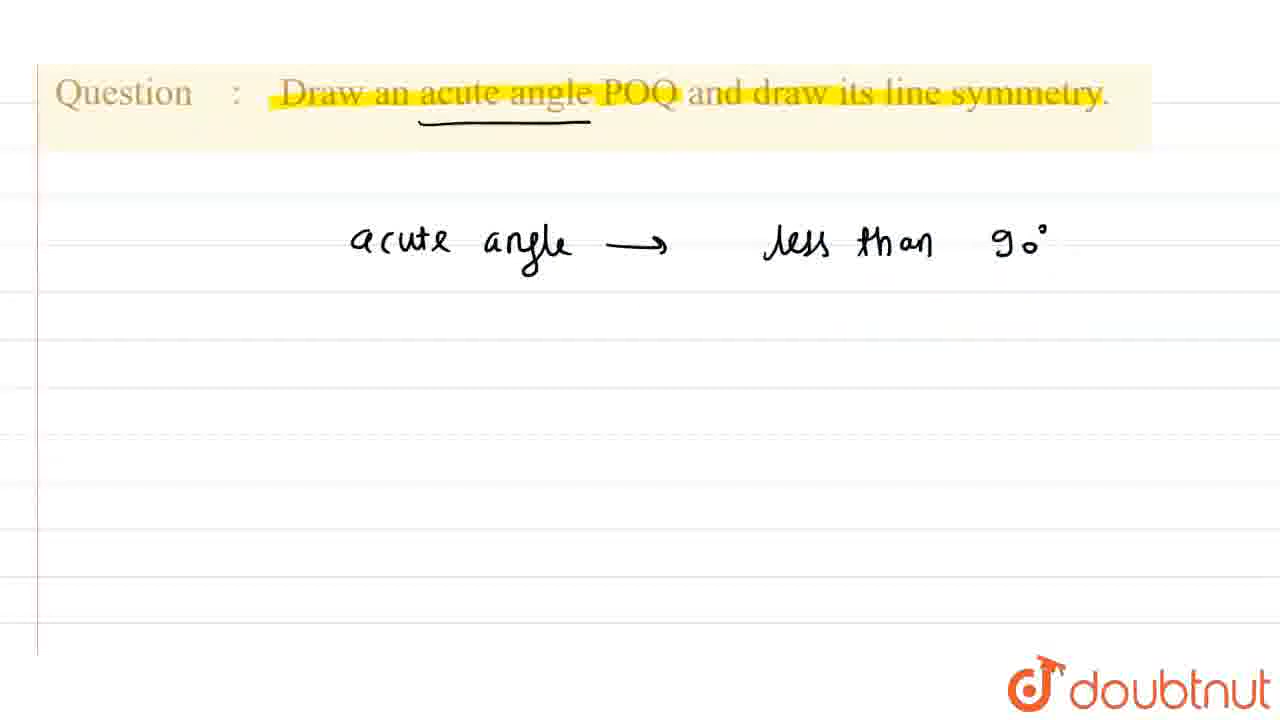 Question : Draw an acute angle POQ and draw its line symmetry.
acute angle → less than 90°
doubtnut